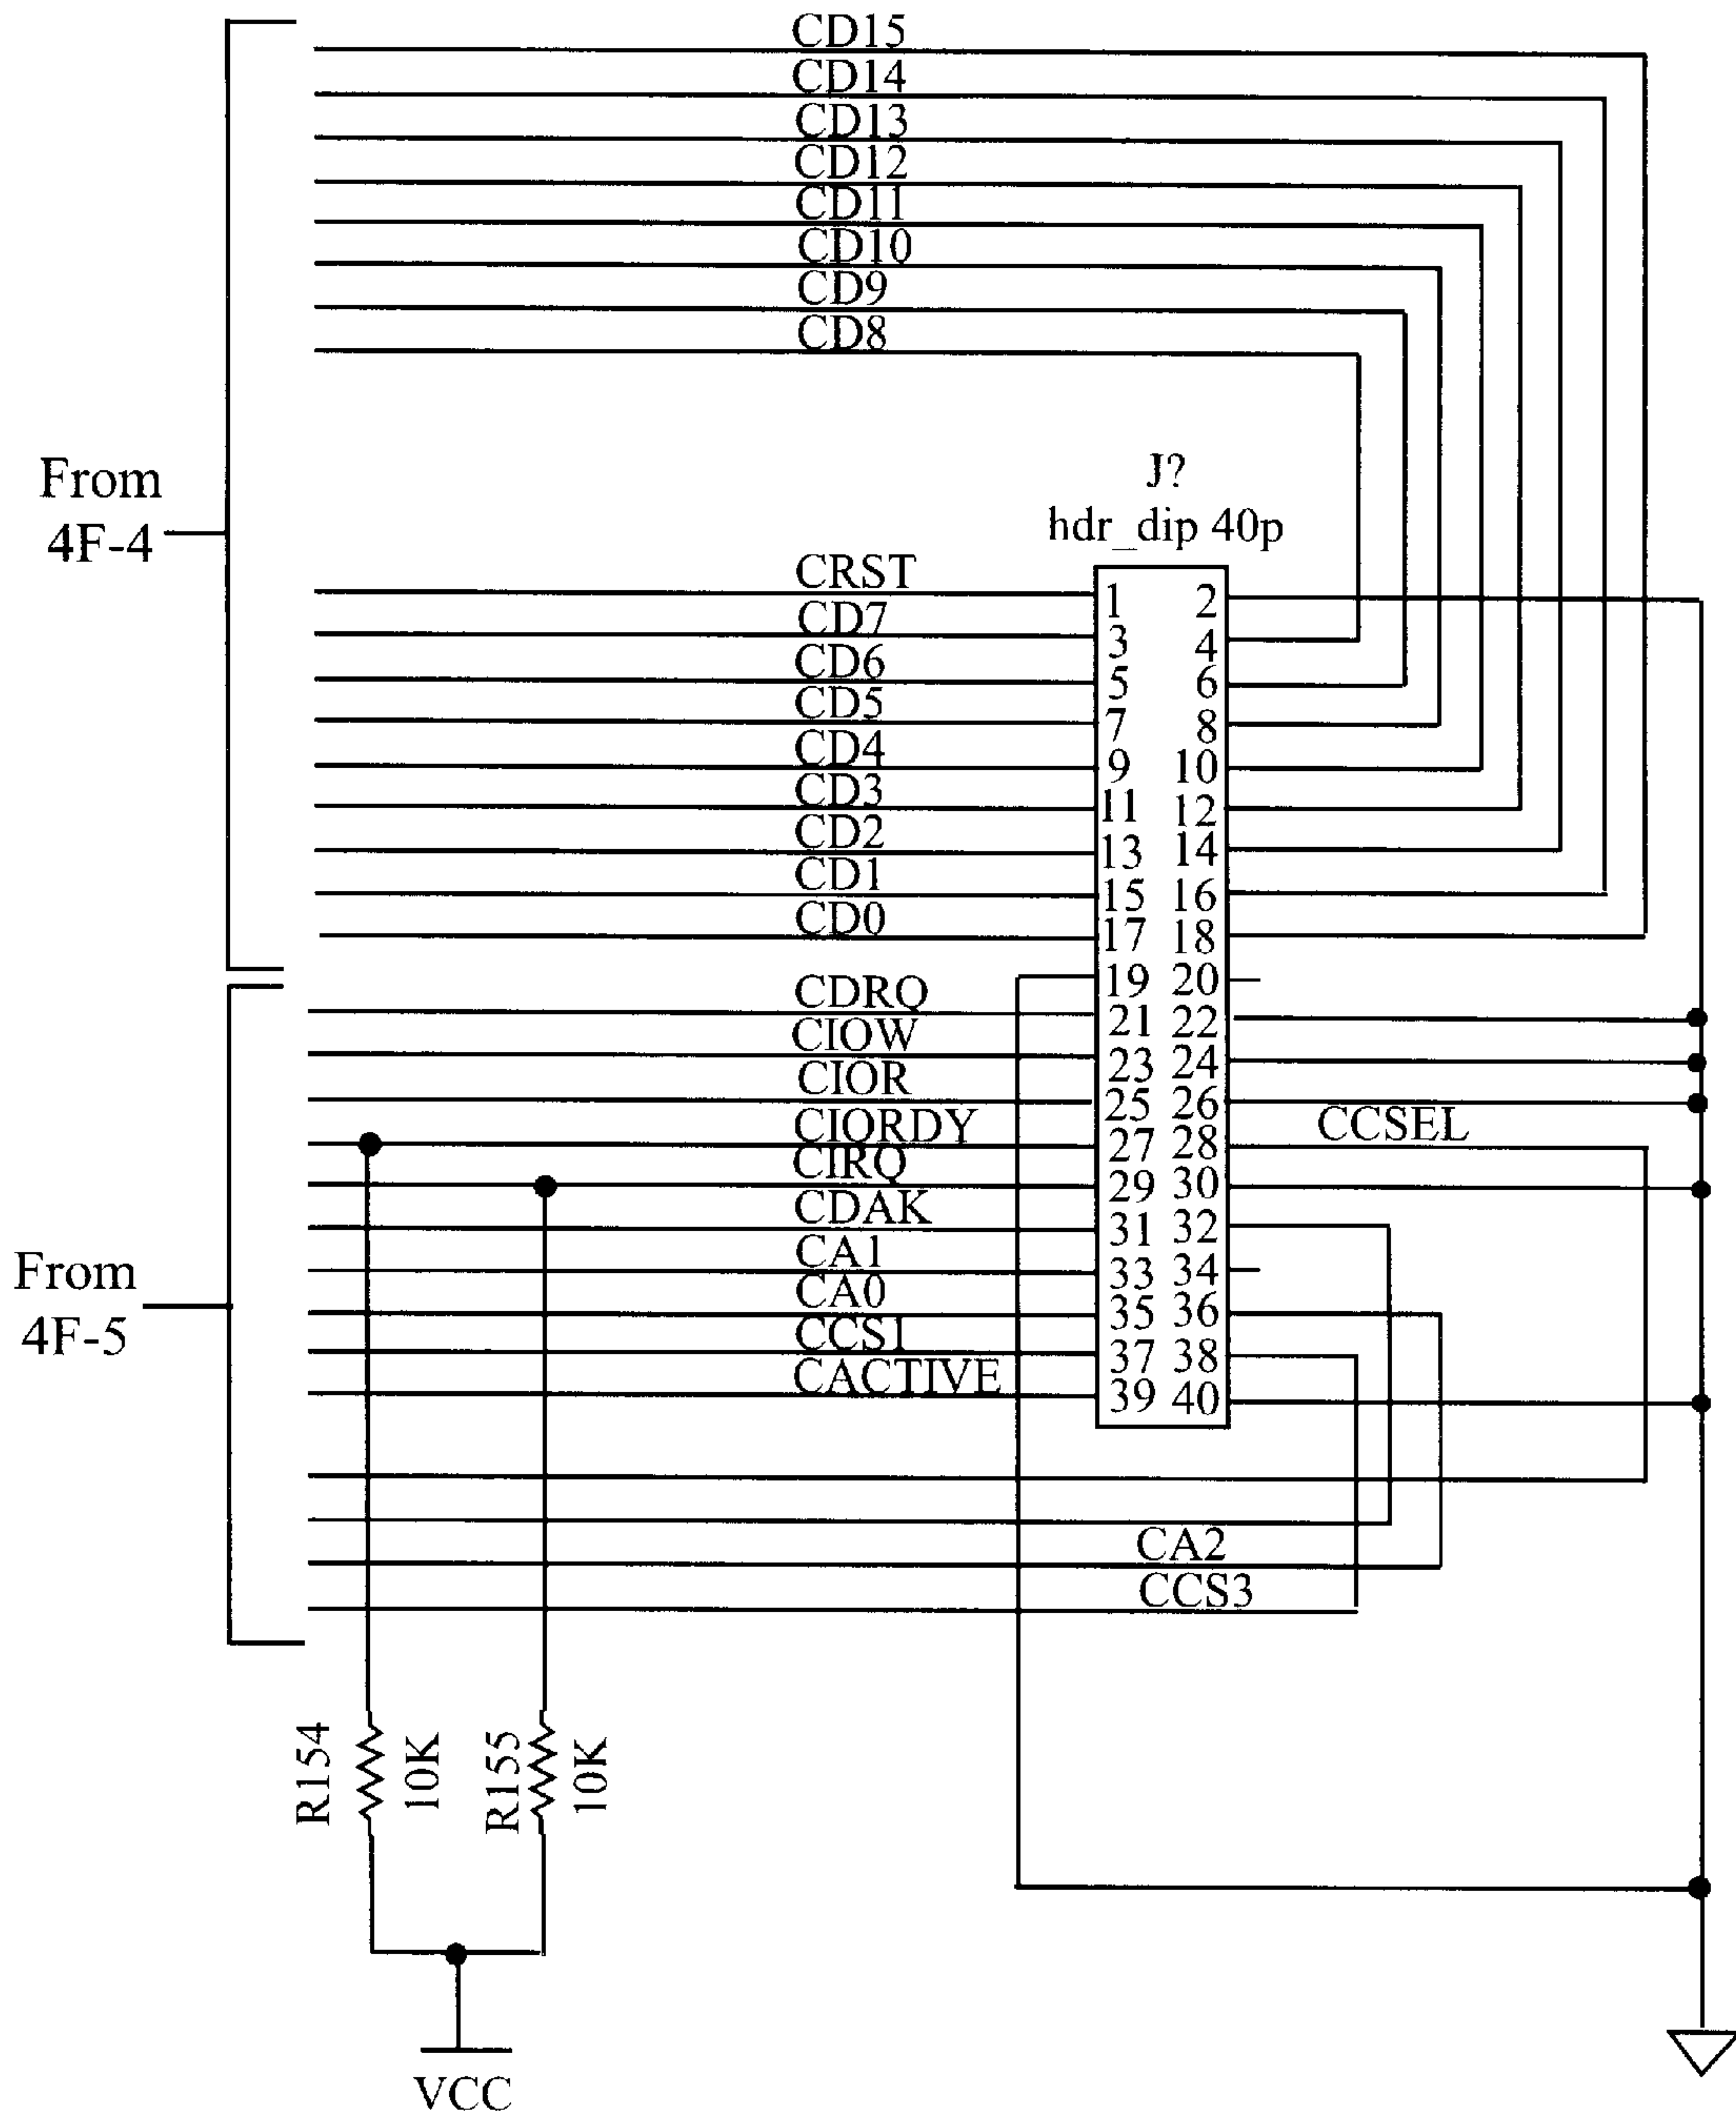 CD15
CD14
CD13
CD12
CD11
CD10
CD9
CD8
From
4F-4
J?
hdr_dip 40p
CRST
1 2
CD7
3 4
CD6
5 6
CD5
7 8
CD4
9 10
CD3
11 12
CD2
13 14
CD1
15 16
CD0
17 18
19 20
CDRQ
21 22
CIOW
23 24
CIOR
25 26
CIORDY
CCSEL
27 28
CIRQ
29 30
CDAK
31 32
From
4F-5
CA1
33 34
CA0
35 36
CCS1
37 38
CACTIVE
39 40
CA2
CCS3
R154
10K
R155
10K
VCC